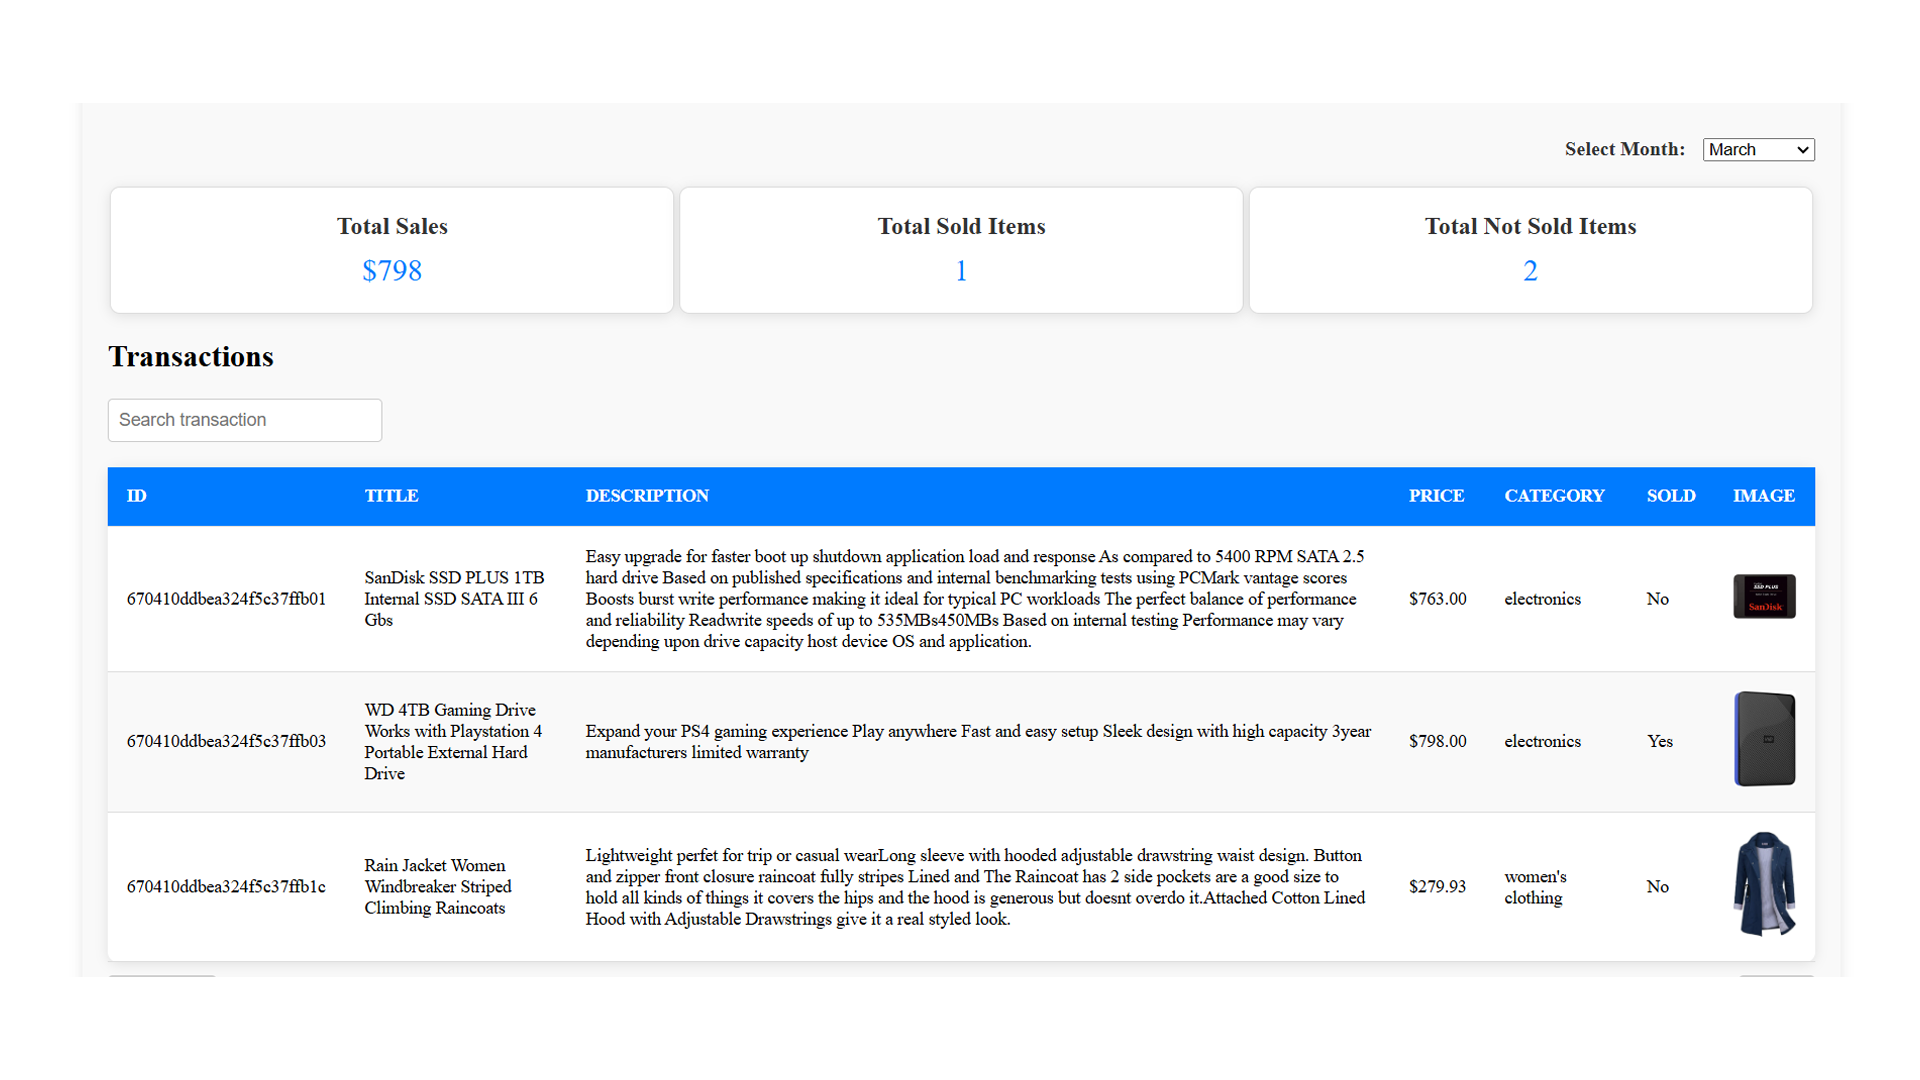 Select Month: March
Total Sales
$798
Total Sold Items
1
Total Not Sold Items
2
Transactions
Search transaction
ID TITLE DESCRIPTION PRICE CATEGORY SOLD IMAGE
670410ddbea324f5c37ffb01
SanDisk SSD PLUS 1TB
Internal SSD SATA III 6
Gbs
Easy upgrade for faster boot up shutdown application load and response As compared to 5400 RPM SATA 2.5
hard drive Based on published specifications and internal benchmarking tests using PCMark vantage scores
Boosts burst write performance making it ideal for typical PC workloads The perfect balance of performance
and reliability Readwrite speeds of up to 535MBs450MBs Based on internal testing Performance may vary
depending upon drive capacity host device OS and application.
$763.00
electronics
No
SSD PLUS
SanDisk
670410ddbea324f5c37ffb03
WD 4TB Gaming Drive
Works with Playstation 4
Portable External Hard
Drive
Expand your PS4 gaming experience Play anywhere Fast and easy setup Sleek design with high capacity 3year
manufacturers limited warranty
$798.00
electronics
Yes
670410ddbea324f5c37ffb1c
Rain Jacket Women
Windbreaker Striped
Climbing Raincoats
Lightweight perfet for trip or casual wearLong sleeve with hooded adjustable drawstring waist design. Button
and zipper front closure raincoat fully stripes Lined and The Raincoat has 2 side pockets are a good size to
hold all kinds of things it covers the hips and the hood is generous but doesnt overdo it.Attached Cotton Lined
Hood with Adjustable Drawstrings give it a real styled look.
$279.93
women's
clothing
No